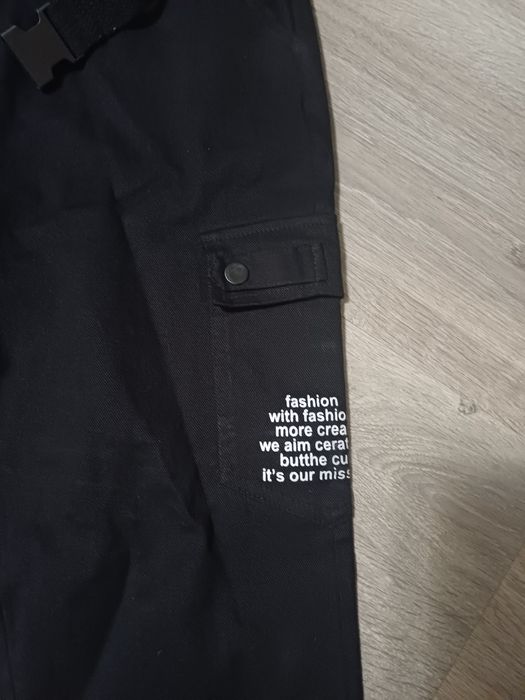 fashion
with fashio
more crea
we aim cerat
butthe cu
it's our miss